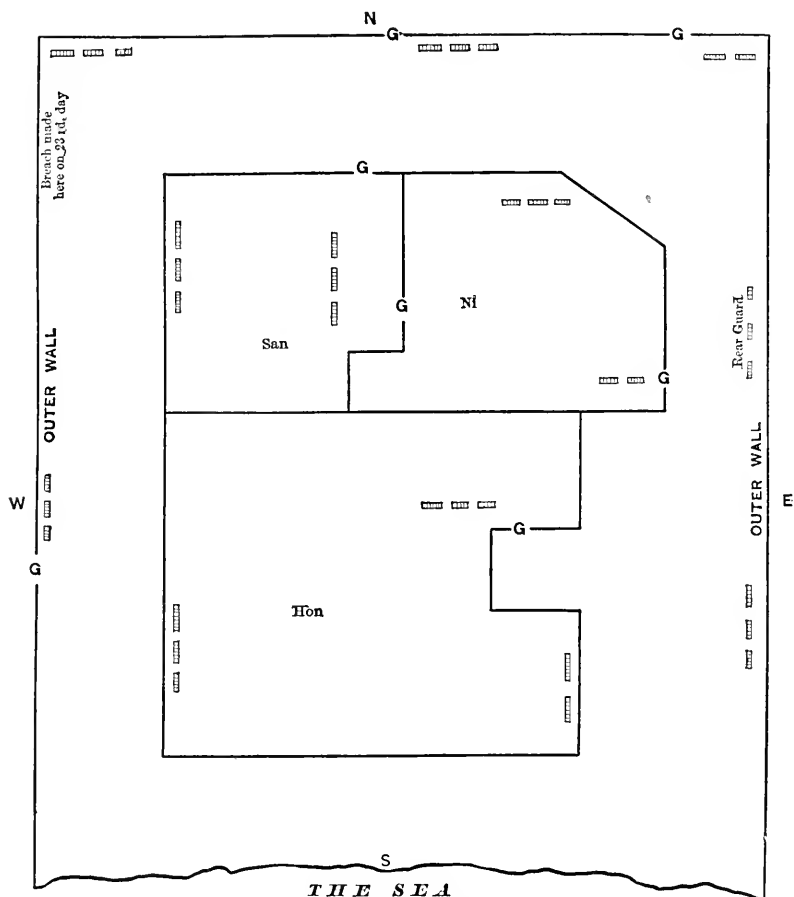 N
G
G
Breach made
here on 23rd, day
G
G
Ni
San
Rear Guard
G
OUTER WALL
OUTER WALL
W
E
G
G
Hon
S
THE SEA